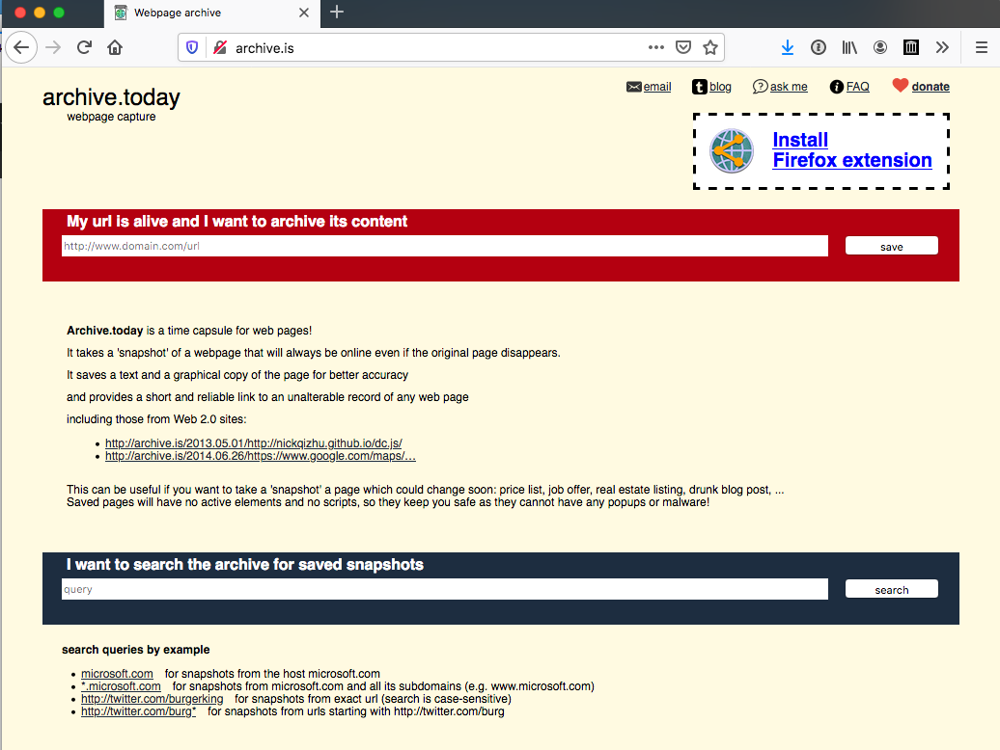 Webpage archive
archive.is
archive.today
webpage capture
email blog ask me FAQ donate
Install
Firefox extension
My url is alive and I want to archive its content
http://www.domain.com/url save
Archive.today is a time capsule for web pages!
It takes a 'snapshot' of a webpage that will always be online even if the original page disappears.
It saves a text and a graphical copy of the page for better accuracy
and provides a short and reliable link to an unalterable record of any web page
including those from Web 2.0 sites:
• http://archive.is/2013.05.01/http://nickqizhu.github.io/dc.js/
• http://archive.is/2014.06.26/https://www.google.com/maps/…
This can be useful if you want to take a 'snapshot' a page which could change soon: price list, job offer, real estate listing, drunk blog post, ...
Saved pages will have no active elements and no scripts, so they keep you safe as they cannot have any popups or malware!
I want to search the archive for saved snapshots
query search
search queries by example
• microsoft.com for snapshots from the host microsoft.com
• *.microsoft.com for snapshots from microsoft.com and all its subdomains (e.g. www.microsoft.com)
• http://twitter.com/burgerking for snapshots from exact url (search is case-sensitive)
• http://twitter.com/burg* for snapshots from urls starting with http://twitter.com/burg